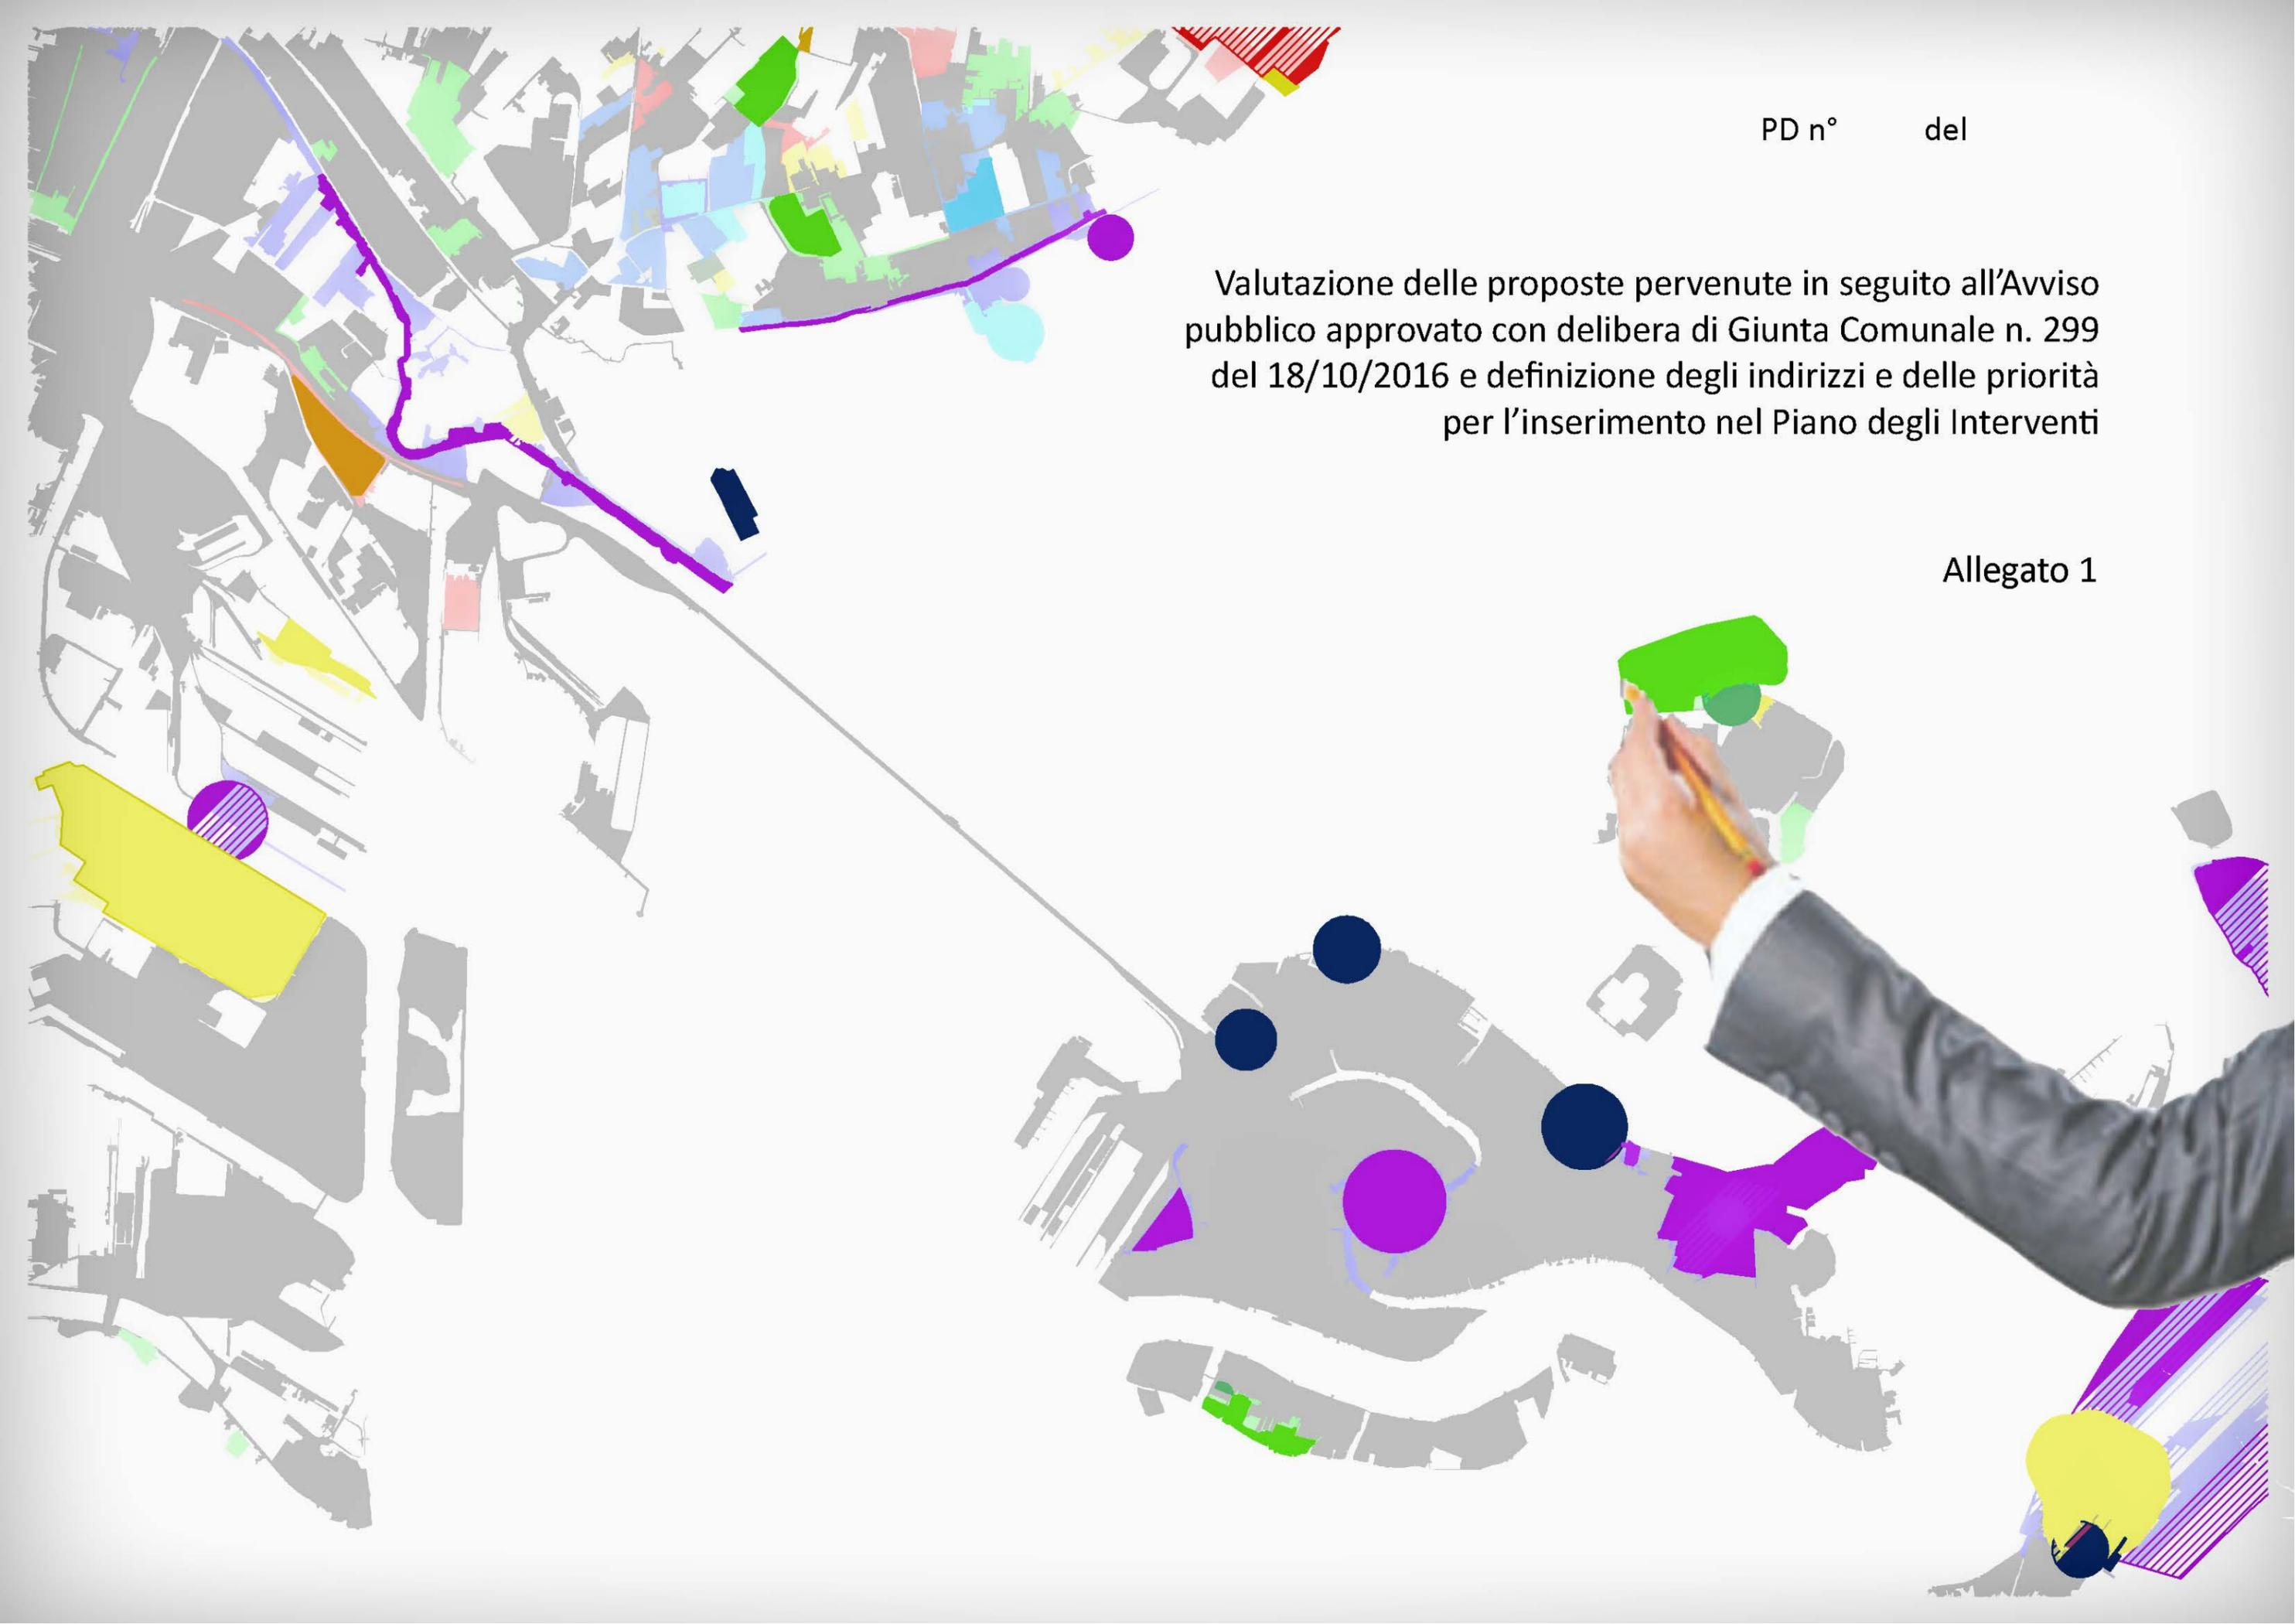 PD n° del
Valutazione delle proposte pervenute in seguito all'Avviso
pubblico approvato con delibera di Giunta Comunale n. 299
del 18/10/2016 e definizione degli indirizzi e delle priorità
per l'inserimento nel Piano degli Interventi
Allegato 1